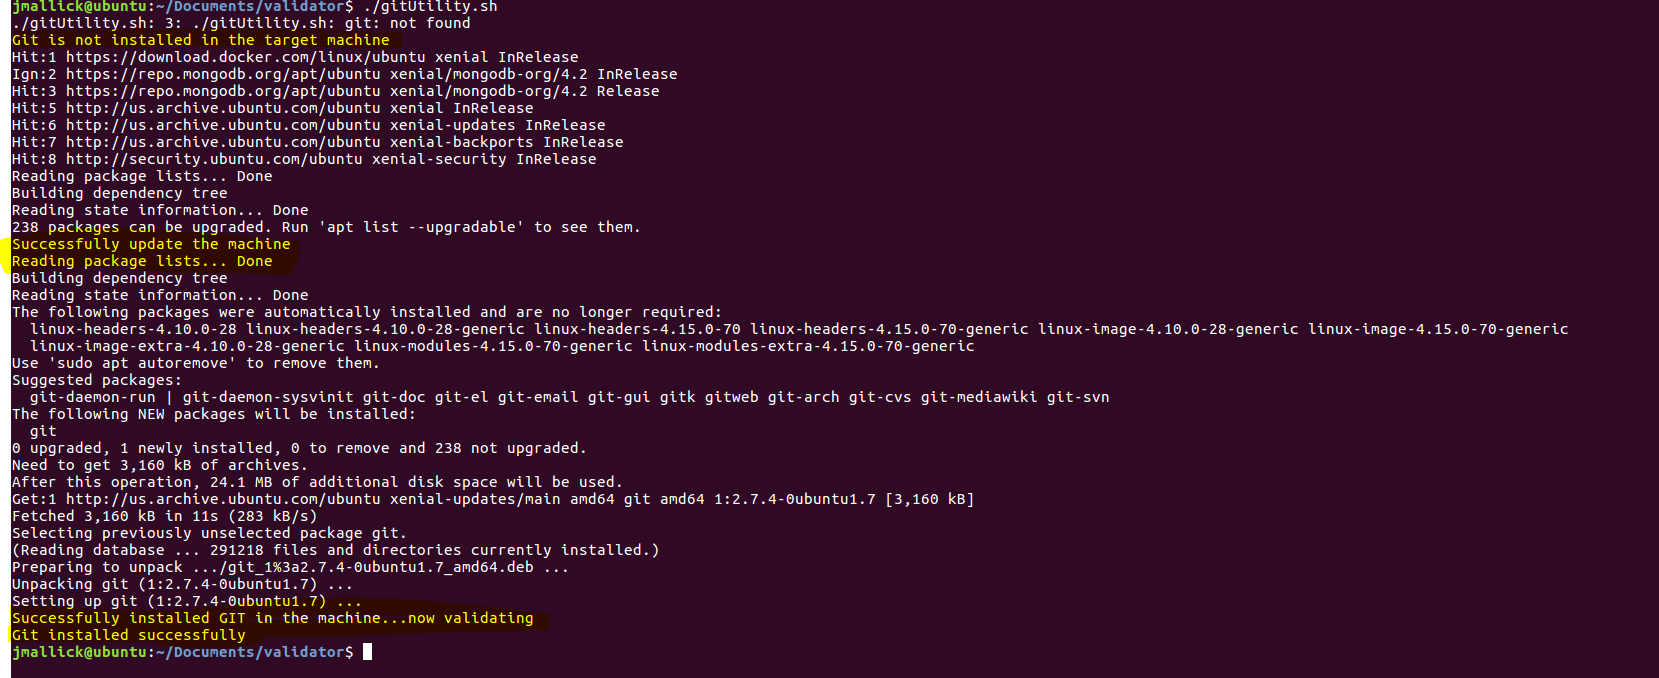 jmallick@ubuntu:~/Documents/validator$ ./gitUtility.sh
./gitUtility.sh: 3: ./gitUtility.sh: git: not found
Git is not installed in the target machine
Hit:1 https://download.docker.com/linux/ubuntu xenial InRelease
Ign:2 https://repo.mongodb.org/apt/ubuntu xenial/mongodb-org/4.2 InRelease
Hit:3 https://repo.mongodb.org/apt/ubuntu xenial/mongodb-org/4.2 Release
Hit:5 http://us.archive.ubuntu.com/ubuntu xenial InRelease
Hit:6 http://us.archive.ubuntu.com/ubuntu xenial-updates InRelease
Hit:7 http://us.archive.ubuntu.com/ubuntu xenial-backports InRelease
Hit:8 http://security.ubuntu.com/ubuntu xenial-security InRelease
Reading package lists... Done
Building dependency tree
Reading state information... Done
238 packages can be upgraded. Run 'apt list --upgradable' to see them.
Successfully update the machine
Reading package lists... Done
Building dependency tree
Reading state information... Done
The following packages were automatically installed and are no longer required:
  linux-headers-4.10.0-28 linux-headers-4.10.0-28-generic linux-headers-4.15.0-70 linux-headers-4.15.0-70-generic linux-image-4.10.0-28-generic linux-image-4.15.0-70-generic
  linux-image-extra-4.10.0-28-generic linux-modules-4.15.0-70-generic linux-modules-extra-4.15.0-70-generic
Use 'sudo apt autoremove' to remove them.
Suggested packages:
  git-daemon-run | git-daemon-sysvinit git-doc git-el git-email git-gui gitk gitweb git-arch git-cvs git-mediawiki git-svn
The following NEW packages will be installed:
  git
0 upgraded, 1 newly installed, 0 to remove and 238 not upgraded.
Need to get 3,160 kB of archives.
After this operation, 24.1 MB of additional disk space will be used.
Get:1 http://us.archive.ubuntu.com/ubuntu xenial-updates/main amd64 git amd64 1:2.7.4-0ubuntu1.7 [3,160 kB]
Fetched 3,160 kB in 11s (283 kB/s)
Selecting previously unselected package git.
(Reading database ... 291218 files and directories currently installed.)
Preparing to unpack .../git_1%3a2.7.4-0ubuntu1.7_amd64.deb ...
Unpacking git (1:2.7.4-0ubuntu1.7) ...
Setting up git (1:2.7.4-0ubuntu1.7) ...
Successfully installed GIT in the machine...now validating
Git installed successfully
jmallick@ubuntu:~/Documents/validator$